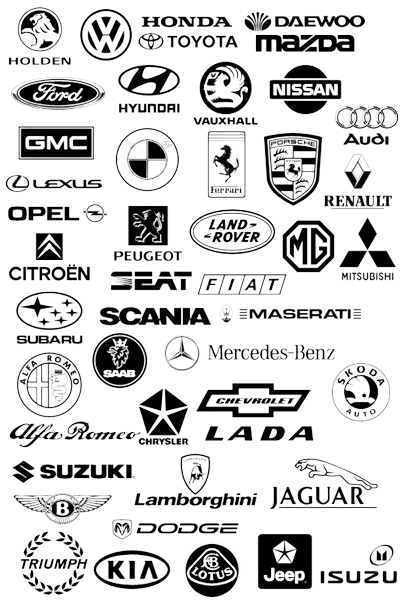 HOLDEN
HONDA
DAEWOO
TOYOTA
mazda
Ford
HYUNDAI
VAUXHALL
NISSAN
Audi
GMC
Ferrari
PORSCHE
RENAULT
LEXUS
OPEL
PEUGEOT
LAND-
ROVER
MG
MITSUBISHI
CITROËN
SEAT
FIAT
SUBARU
SCANIA
MASERATI
ALFA ROMEO
SAAB
Mercedes-Benz
SKODA
AUTO
CHEVROLET
Alfa Romeo
CHRYSLER
LADA
SUZUKI
Lamborghini
JAGUAR
B
DODGE
TRIUMPH
KIA
LOTUS
Jeep
ISUZU